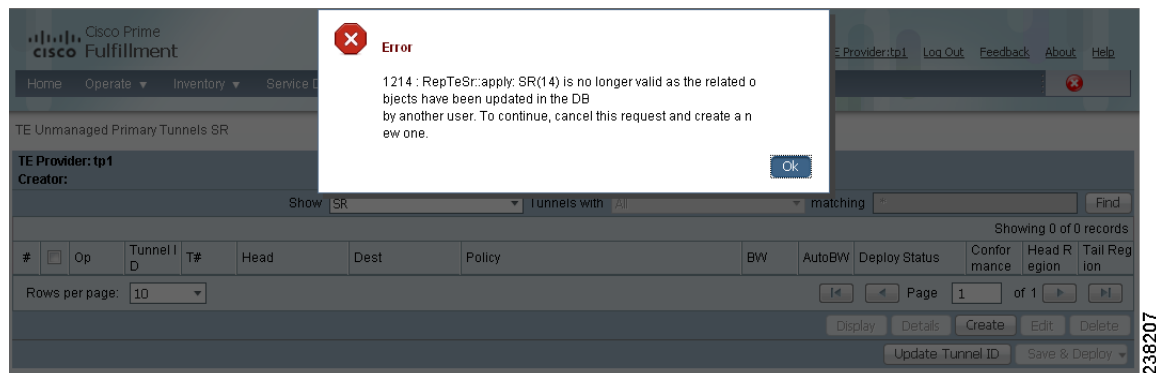 Cisco Prime
CISCO Fulfillment
E Provider:tp1 Log Out Feedback About Help
Home Operate Inventory Service D
Error
1214 : RepTeSr::apply: SR(14) is no longer valid as the related o
bjects have been updated in the DB
by another user. To continue, cancel this request and create a n
ew one.
Ok
TE Unmanaged Primary Tunnels SR
TE Provider: tp1
Creator:
Show SR Tunnels with All matching *
Find
Showing 0 of 0 records
# Op Tunnel I
D T# Head Dest Policy BW AutoBW Deploy Status Confor
mance Head R
egion Tail Reg
ion
Rows per page: 10 Page 1 of 1
Display Details Create Edit Delete
Update Tunnel ID Save & Deploy
238207